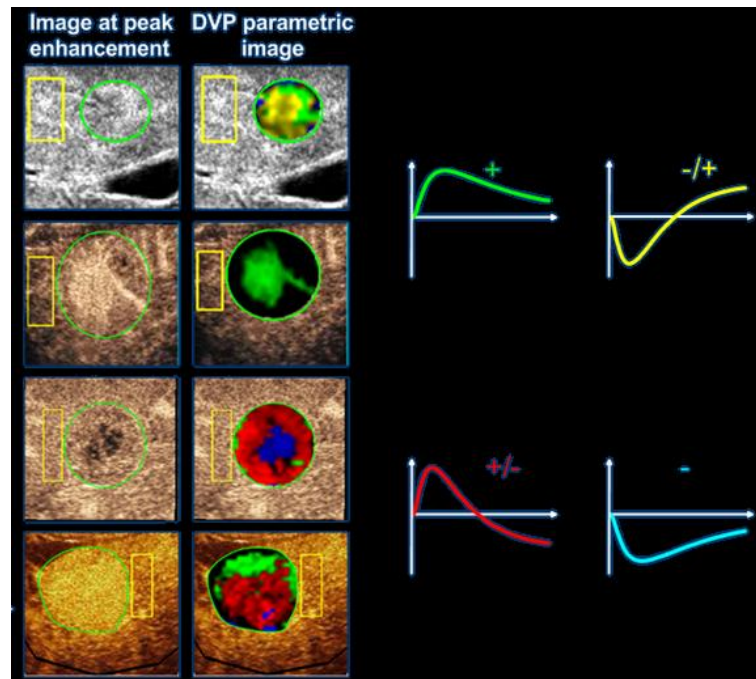 Image at peak
enhancement
DVP parametric
image
+
-/+
+/-
-